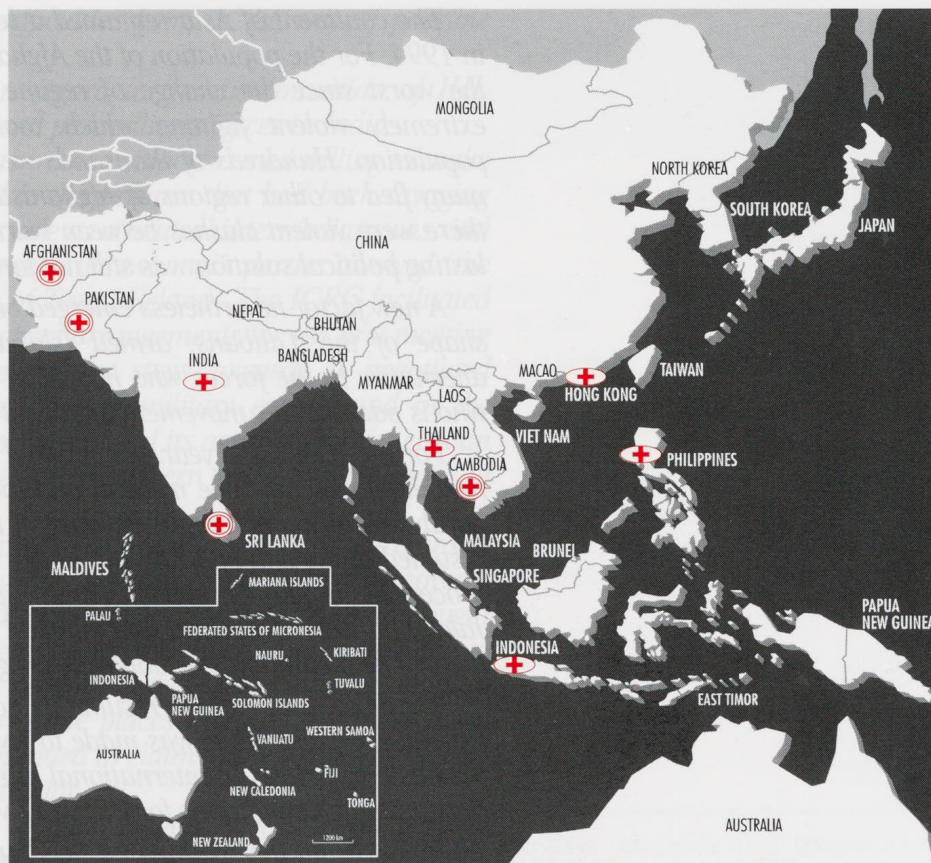 MONGOLIA
NORTH KOREA
SOUTH KOREA
JAPAN
CHINA
AFGHANISTAN
PAKISTAN
NEPAL
BHUTAN
BANGLADESH
INDIA
MYANMAR
LAOS
MACAO
HONG KONG
TAIWAN
THAILAND
VIET NAM
CAMBODIA
PHILIPPINES
SRI LANKA
MALDIVES
MALAYSIA
BRUNEI
SINGAPORE
INDONESIA
EAST TIMOR
PAPUA
NEW GUINEA
AUSTRALIA
MARIANA ISLANDS
PALAU
FEDERATED STATES OF MICRONESIA
NAURU
KIRIBATI
INDONESIA
TUVALU
PAPUA
NEW GUINEA
SOLOMON ISLANDS
WESTERN SAMOA
VANUATU
AUSTRALIA
FIJI
NEW CALEDONIA
TONGA
NEW ZEALAND
1200 km